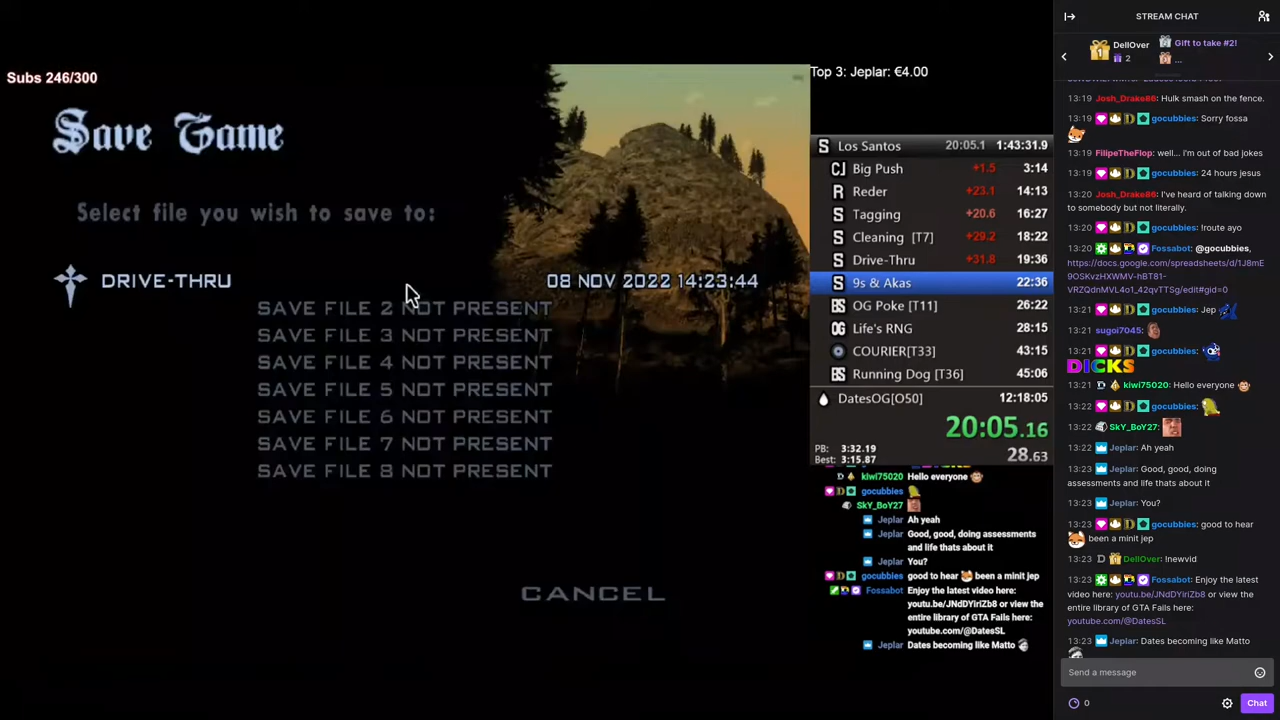 Subs 246/300
Save Game
Select file you wish to save to:
DRIVE-THRU 08 NOV 2022 14:23:44
SAVE FILE 2 NOT PRESENT
SAVE FILE 3 NOT PRESENT
SAVE FILE 4 NOT PRESENT
SAVE FILE 5 NOT PRESENT
SAVE FILE 6 NOT PRESENT
SAVE FILE 7 NOT PRESENT
SAVE FILE 8 NOT PRESENT
CANCEL
Top 3: Jeplar: €4.00
Los Santos 20:05.1 1:43:31.9
Big Push +1.5 3:14
Reder +23.1 14:13
Tagging +20.6 16:27
Cleaning [T7] +29.2 18:22
Drive-Thru +31.8 19:36
9s & Akas 22:36
OG Poke [T11] 26:22
Life's RNG 28:15
COURIER[T33] 43:15
Running Dog [T36] 45:06
DatesOG[O50] 12:18:05
20:05.16
PB: 3:32.19
Best: 3:15.87 28.63
kiwi75020 Hello everyone
gocubbies
SkY_BoY27
Jeplar Ah yeah
Jeplar Good, good, doing assessments
and life thats about it
Jeplar You?
gocubbies good to hear been a minit jep
Fossabot Enjoy the latest video here:
youtu.be/JNdDYiriZb8 or view the
entire library of GTA Fails here:
youtube.com/@DatesSL
Jeplar Dates becoming like Matto
STREAM CHAT
DellOver
2
Gift to take #2!
...
13:19 Josh_Drake86: Hulk smash on the fence.
13:19 gocubbies: Sorry fossa
13:19 FilipeTheFlop: well... i'm out of bad jokes
13:19 gocubbies: 24 hours jesus
13:20 Josh_Drake86: I've heard of talking down
to somebody but not literally.
13:20 gocubbies: !route ayo
13:20 Fossabot: @gocubbies,
https://docs.google.com/spreadsheets/d/1J8mE
9OSKvzHXWMV-hBT81-
VRZQdnMVL4o1_42qvTTSg/edit#gid=0
13:21 gocubbies: Jep
13:21 sugoi7045:
13:21 gocubbies:
DICKS
13:21 kiwi75020: Hello everyone
13:22 gocubbies:
13:22 SkY_BoY27:
13:22 Jeplar: Ah yeah
13:23 Jeplar: Good, good, doing
assessments and life thats about it
13:23 Jeplar: You?
13:23 gocubbies: good to hear
been a minit jep
13:23 DellOver: !newvid
13:23 Fossabot: Enjoy the latest
video here: youtu.be/JNdDYiriZb8 or view the
entire library of GTA Fails here:
youtube.com/@DatesSL
13:23 Jeplar: Dates becoming like Matto
Send a message
0
Chat